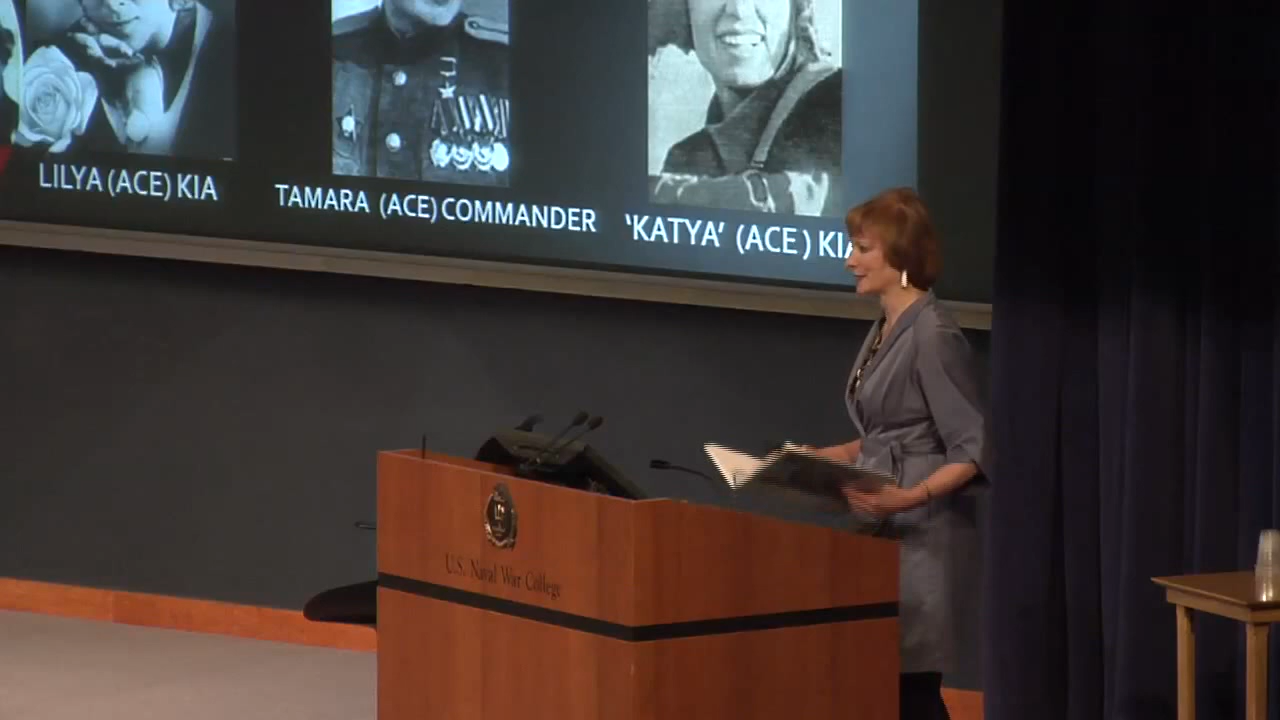 LILYA (ACE) KIA
TAMARA (ACE) COMMANDER
‘KATYA’ (ACE) KIA
U.S. Naval War College